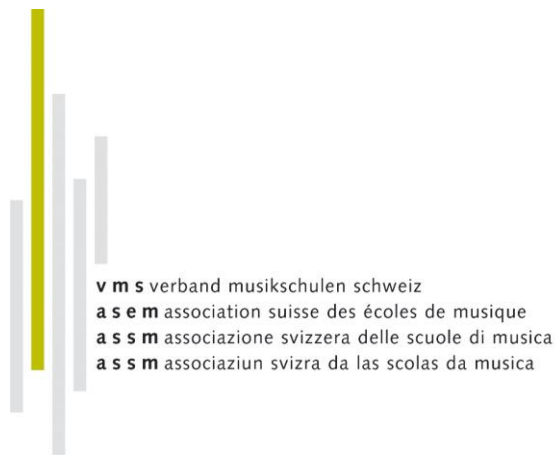 v m s verband musikschulen schweiz
a s e m association suisse des écoles de musique
a s s m associazione svizzera delle scuole di musica
a s s m associaziun svizra da las scolas da musica